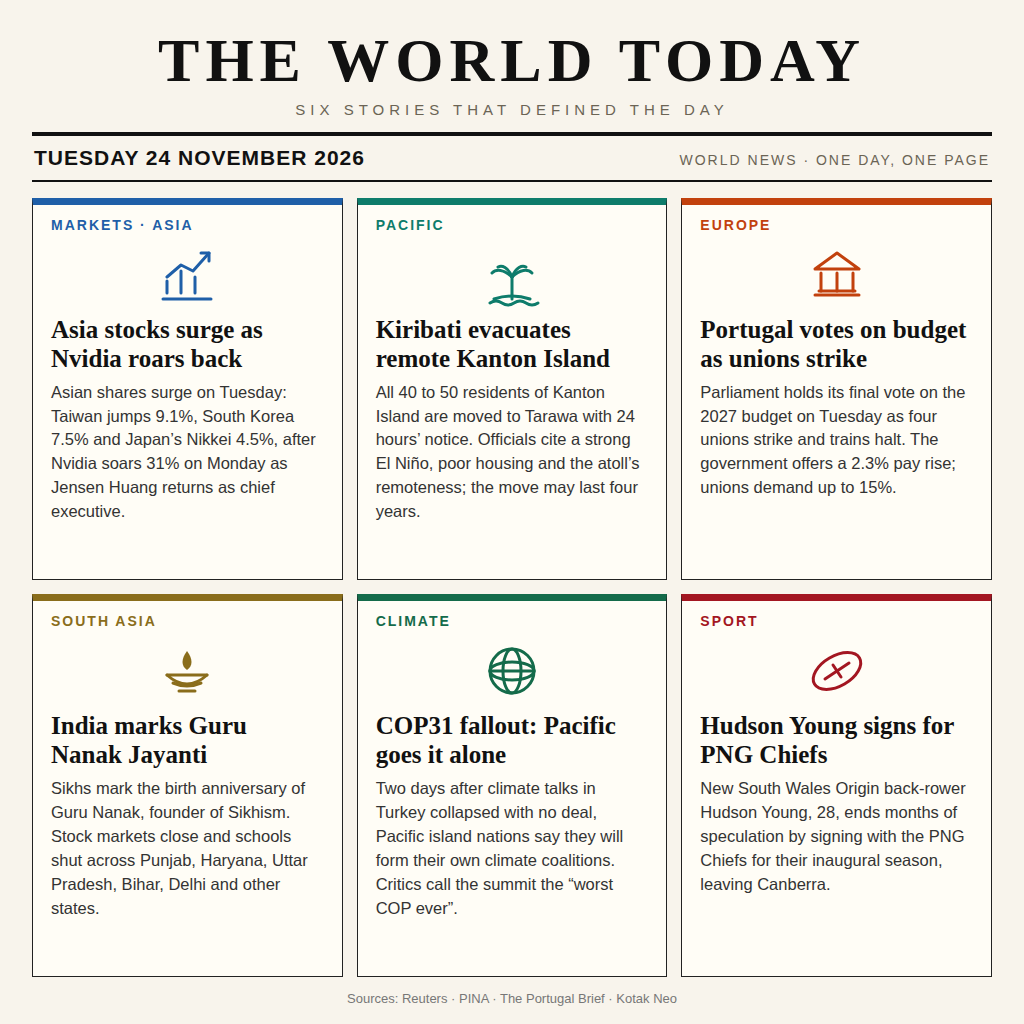 THE WORLD TODAY
SIX STORIES THAT DEFINED THE DAY
TUESDAY 24 NOVEMBER 2026
WORLD NEWS · ONE DAY, ONE PAGE
MARKETS · ASIA
Asia stocks surge as
Nvidia roars back
Asian shares surge on Tuesday:
Taiwan jumps 9.1%, South Korea
7.5% and Japan’s Nikkei 4.5%, after
Nvidia soars 31% on Monday as
Jensen Huang returns as chief
executive.
PACIFIC
Kiribati evacuates
remote Kanton Island
All 40 to 50 residents of Kanton
Island are moved to Tarawa with 24
hours’ notice. Officials cite a strong
El Niño, poor housing and the atoll’s
remoteness; the move may last four
years.
EUROPE
Portugal votes on budget
as unions strike
Parliament holds its final vote on the
2027 budget on Tuesday as four
unions strike and trains halt. The
government offers a 2.3% pay rise;
unions demand up to 15%.
SOUTH ASIA
India marks Guru
Nanak Jayanti
Sikhs mark the birth anniversary of
Guru Nanak, founder of Sikhism.
Stock markets close and schools
shut across Punjab, Haryana, Uttar
Pradesh, Bihar, Delhi and other
states.
CLIMATE
COP31 fallout: Pacific
goes it alone
Two days after climate talks in
Turkey collapsed with no deal,
Pacific island nations say they will
form their own climate coalitions.
Critics call the summit the “worst
COP ever”.
SPORT
Hudson Young signs for
PNG Chiefs
New South Wales Origin back-rower
Hudson Young, 28, ends months of
speculation by signing with the PNG
Chiefs for their inaugural season,
leaving Canberra.
Sources: Reuters · PINA · The Portugal Brief · Kotak Neo